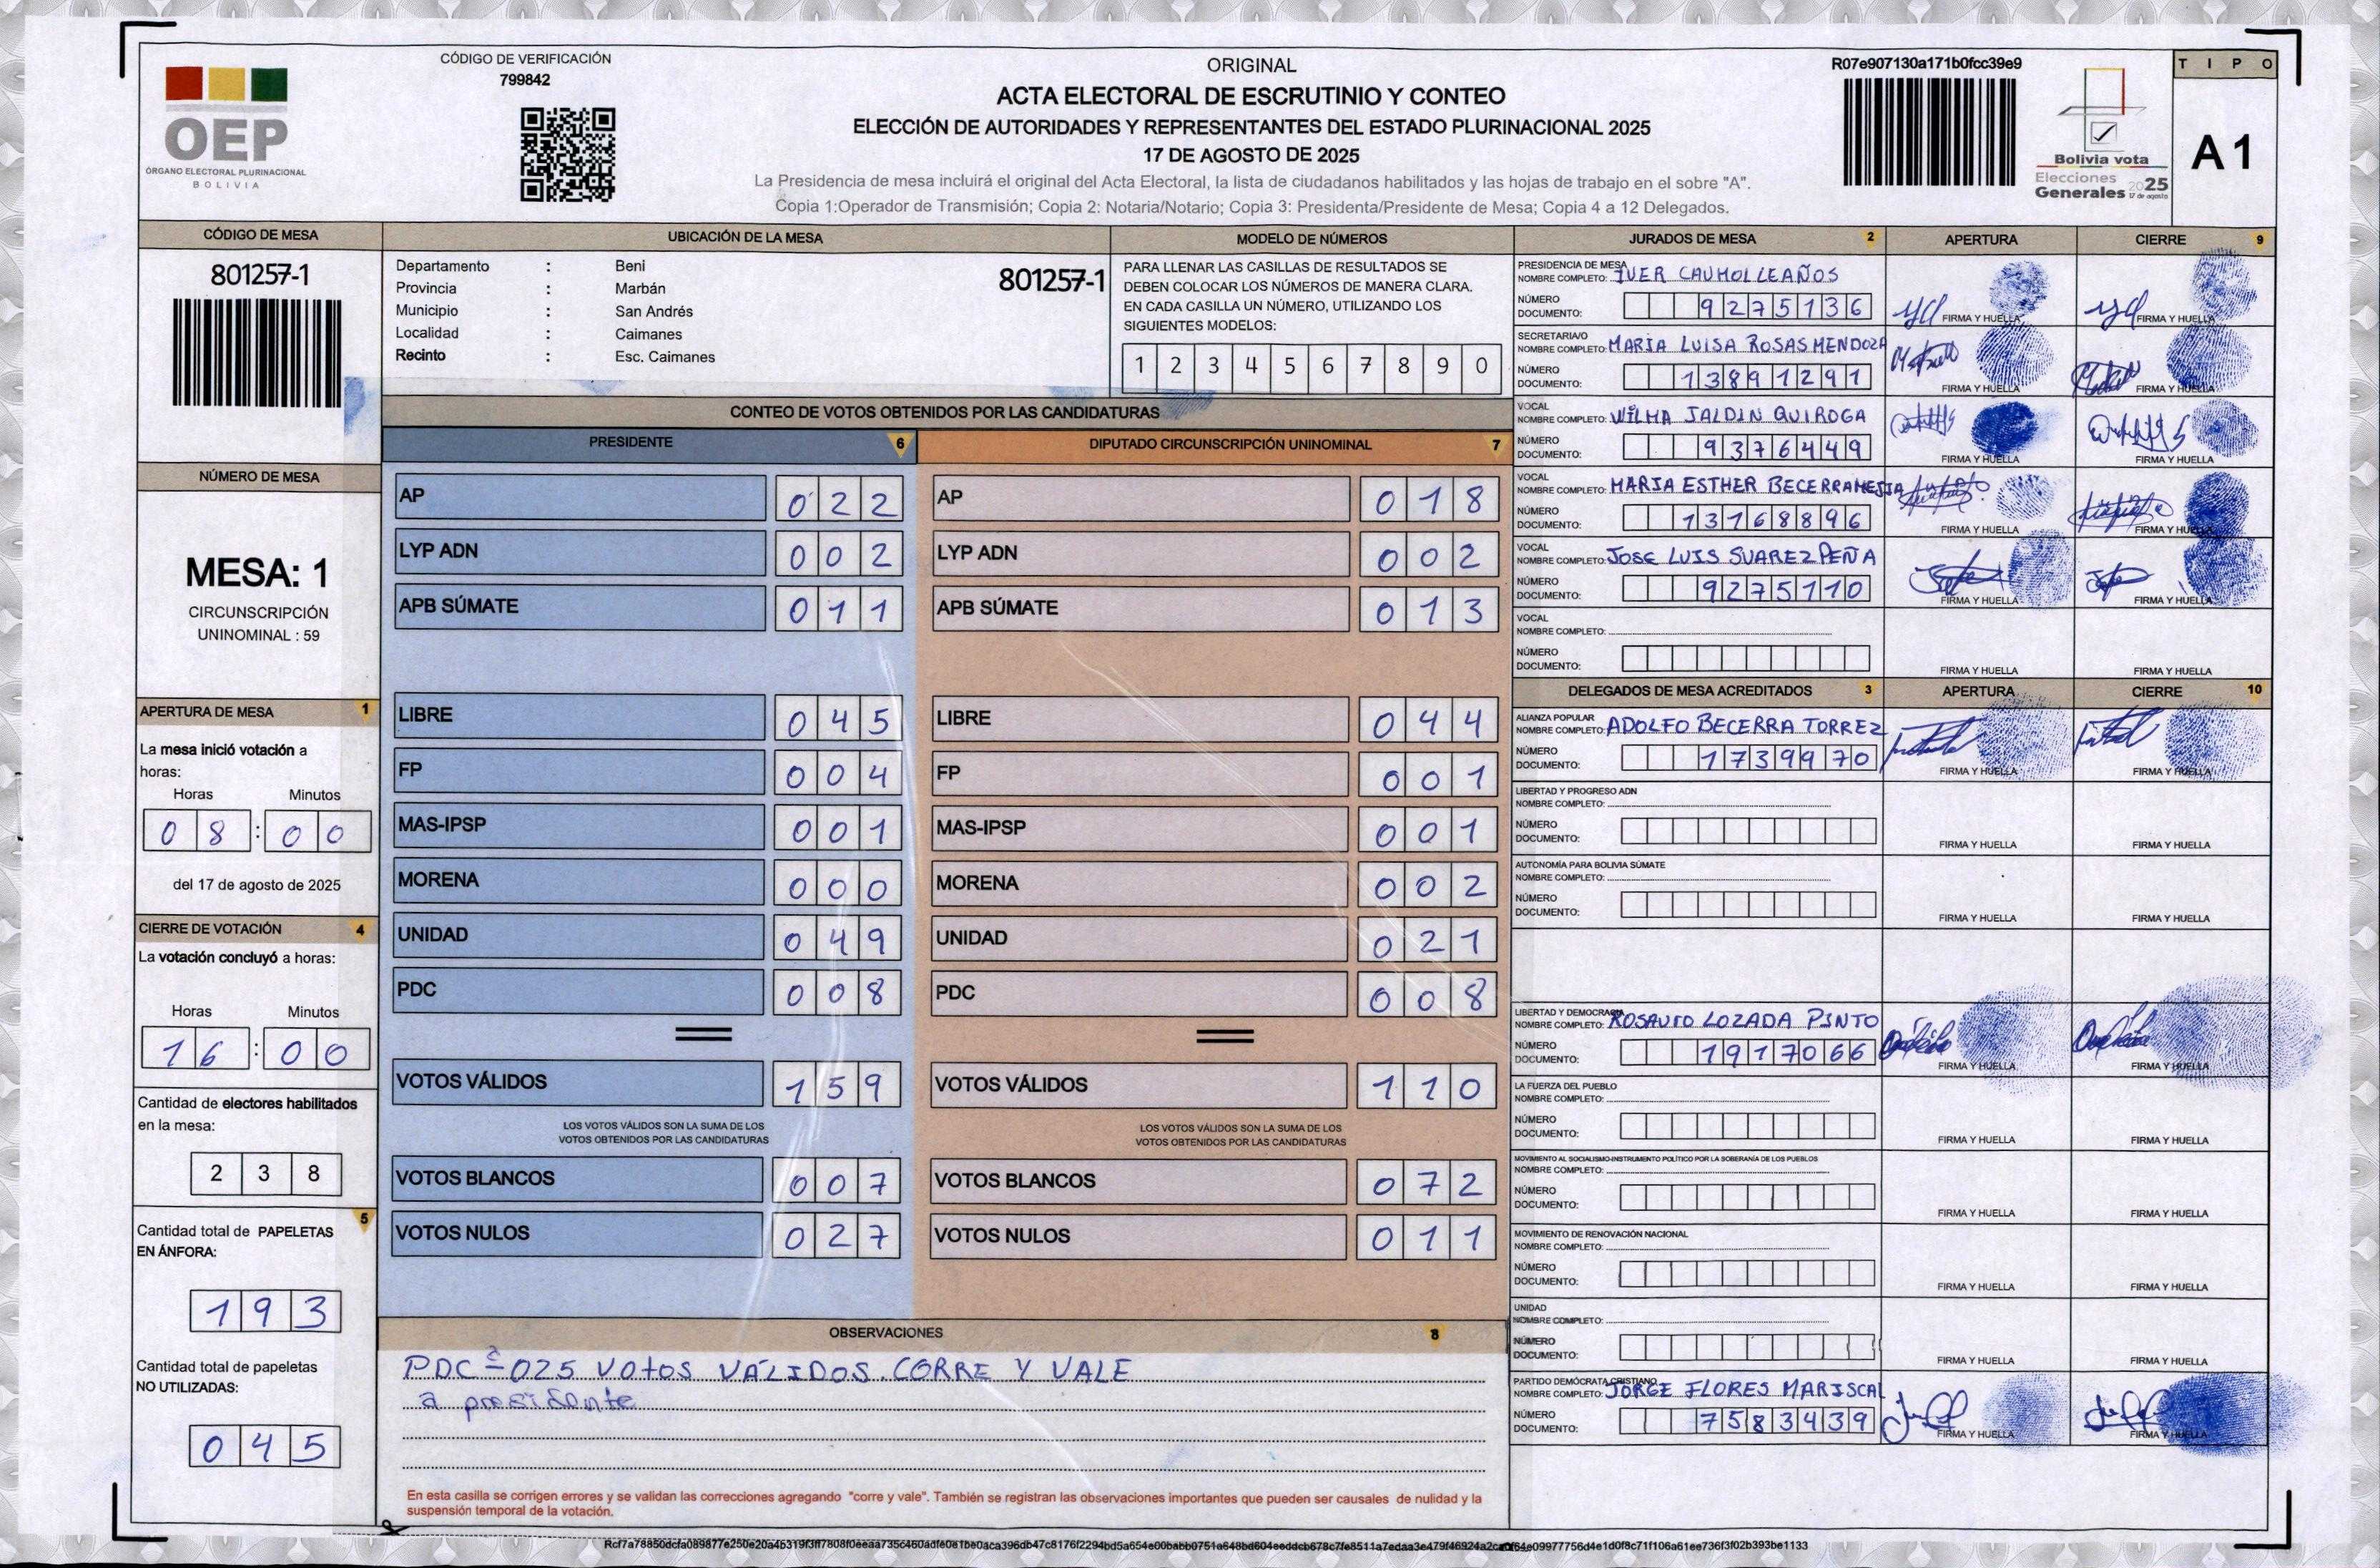 CÓDIGO DE VERIFICACIÓN
799842
OEP
ÓRGANO ELECTORAL PLURINACIONAL
BOLIVIA
ORIGINAL
ACTA ELECTORAL DE ESCRUTINIO Y CONTEO
ELECCIÓN DE AUTORIDADES Y REPRESENTANTES DEL ESTADO PLURINACIONAL 2025
17 DE AGOSTO DE 2025
La Presidencia de mesa incluirá el original del Acta Electoral, la lista de ciudadanos habilitados y las hojas de trabajo en el sobre "A".
Copia 1:Operador de Transmisión; Copia 2: Notaria/Notario; Copia 3: Presidenta/Presidente de Mesa; Copia 4 a 12 Delegados.
R07e907130a171b0fcc39e9
Bolivia vota
Elecciones
Generales 2025
17 de agosto
TIPO
A1
CÓDIGO DE MESA
801257-1
NÚMERO DE MESA
MESA: 1
CIRCUNSCRIPCIÓN
UNINOMINAL : 59
APERTURA DE MESA 1
La mesa inició votación a
horas:
Horas Minutos
08 : 00
del 17 de agosto de 2025
CIERRE DE VOTACIÓN 4
La votación concluyó a horas:
Horas Minutos
16 : 00
Cantidad de electores habilitados
en la mesa:
238
5
Cantidad total de PAPELETAS
EN ÁNFORA:
193
Cantidad total de papeletas
NO UTILIZADAS:
045
UBICACIÓN DE LA MESA
Departamento : Beni
801257-1
Provincia : Marbán
Municipio : San Andrés
Localidad : Caimanes
Recinto : Esc. Caimanes
MODELO DE NÚMEROS
PARA LLENAR LAS CASILLAS DE RESULTADOS SE
DEBEN COLOCAR LOS NÚMEROS DE MANERA CLARA.
EN CADA CASILLA UN NÚMERO, UTILIZANDO LOS
SIGUIENTES MODELOS:
1 2 3 4 5 6 7 8 9 0
CONTEO DE VOTOS OBTENIDOS POR LAS CANDIDATURAS
PRESIDENTE 6
AP 022
LYP ADN 002
APB SÚMATE 011
LIBRE 045
FP 004
MAS-IPSP 001
MORENA 000
UNIDAD 049
PDC 008
VOTOS VÁLIDOS 159
LOS VOTOS VÁLIDOS SON LA SUMA DE LOS
VOTOS OBTENIDOS POR LAS CANDIDATURAS
VOTOS BLANCOS 007
VOTOS NULOS 027
DIPUTADO CIRCUNSCRIPCIÓN UNINOMINAL 7
AP 018
LYP ADN 002
APB SÚMATE 013
LIBRE 044
FP 001
MAS-IPSP 001
MORENA 002
UNIDAD 021
PDC 008
VOTOS VÁLIDOS 110
LOS VOTOS VÁLIDOS SON LA SUMA DE LOS
VOTOS OBTENIDOS POR LAS CANDIDATURAS
VOTOS BLANCOS 072
VOTOS NULOS 011
OBSERVACIONES 8
PDC = 025 VOtOS VÁLIDOS. CORRE Y VALE
a presidente
En esta casilla se corrigen errores y se validan las correcciones agregando "corre y vale". También se registran las observaciones importantes que pueden ser causales de nulidad y la
suspensión temporal de la votación.
JURADOS DE MESA 2 APERTURA CIERRE 9
PRESIDENCIA DE MESA
NOMBRE COMPLETO: IVER CAUMOL LEAÑOS
NÚMERO
DOCUMENTO: 9275136
FIRMA Y HUELLA FIRMA Y HUELLA
SECRETARIA/O
NOMBRE COMPLETO: MARIA LUISA ROSAS MENDOZA
NÚMERO
DOCUMENTO: 13891291
FIRMA Y HUELLA FIRMA Y HUELLA
VOCAL
NOMBRE COMPLETO: WILMA JALDIN QUIROGA
NÚMERO
DOCUMENTO: 9376449
FIRMA Y HUELLA FIRMA Y HUELLA
VOCAL
NOMBRE COMPLETO: MARIA ESTHER BECERRA MEJIA
NÚMERO
DOCUMENTO: 13168896
FIRMA Y HUELLA FIRMA Y HUELLA
VOCAL
NOMBRE COMPLETO: JOSE LUIS SUAREZ PEÑA
NÚMERO
DOCUMENTO: 9275110
FIRMA Y HUELLA FIRMA Y HUELLA
VOCAL
NOMBRE COMPLETO:
NÚMERO
DOCUMENTO:
FIRMA Y HUELLA FIRMA Y HUELLA
DELEGADOS DE MESA ACREDITADOS 3 APERTURA CIERRE 10
ALIANZA POPULAR
NOMBRE COMPLETO: ADOLFO BECERRA TORREZ
NÚMERO
DOCUMENTO: 1739970
FIRMA Y HUELLA FIRMA Y HUELLA
LIBERTAD Y PROGRESO ADN
NOMBRE COMPLETO:
NÚMERO
DOCUMENTO:
FIRMA Y HUELLA FIRMA Y HUELLA
AUTONOMÍA PARA BOLIVIA SÚMATE
NOMBRE COMPLETO:
NÚMERO
DOCUMENTO:
FIRMA Y HUELLA FIRMA Y HUELLA
LIBERTAD Y DEMOCRACIA
NOMBRE COMPLETO: ROSAURO LOZADA PINTO
NÚMERO
DOCUMENTO: 1917066
FIRMA Y HUELLA FIRMA Y HUELLA
LA FUERZA DEL PUEBLO
NOMBRE COMPLETO:
NÚMERO
DOCUMENTO:
FIRMA Y HUELLA FIRMA Y HUELLA
MOVIMIENTO AL SOCIALISMO-INSTRUMENTO POLÍTICO POR LA SOBERANÍA DE LOS PUEBLOS
NOMBRE COMPLETO:
NÚMERO
DOCUMENTO:
FIRMA Y HUELLA FIRMA Y HUELLA
MOVIMIENTO DE RENOVACIÓN NACIONAL
NOMBRE COMPLETO:
NÚMERO
DOCUMENTO:
FIRMA Y HUELLA FIRMA Y HUELLA
UNIDAD
NOMBRE COMPLETO:
NÚMERO
DOCUMENTO:
FIRMA Y HUELLA FIRMA Y HUELLA
PARTIDO DEMÓCRATA CRISTIANO
NOMBRE COMPLETO: JORGE FLORES MARISCAL
NÚMERO
DOCUMENTO: 7583439
FIRMA Y HUELLA FIRMA Y HUELLA